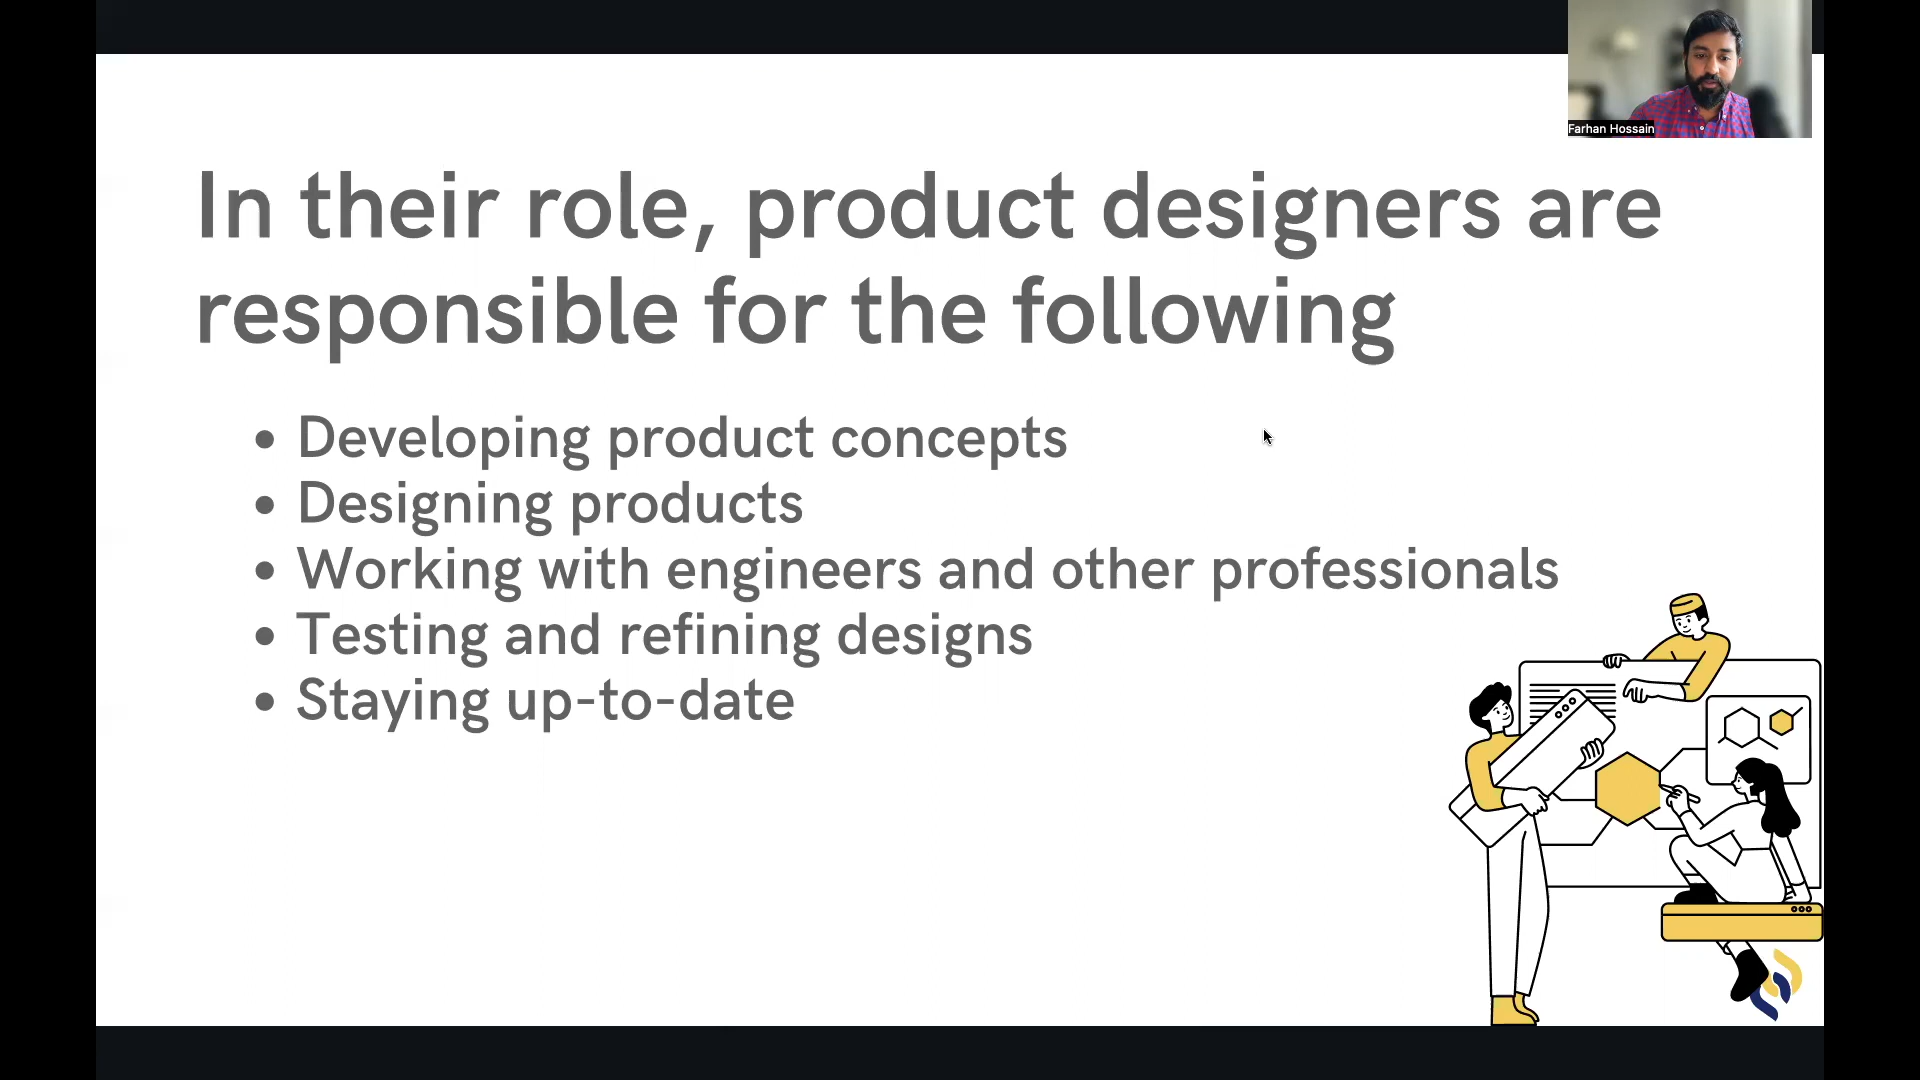 Farhan Hossain
In their role, product designers are
responsible for the following
• Developing product concepts
• Designing products
• Working with engineers and other professionals
• Testing and refining designs
• Staying up-to-date